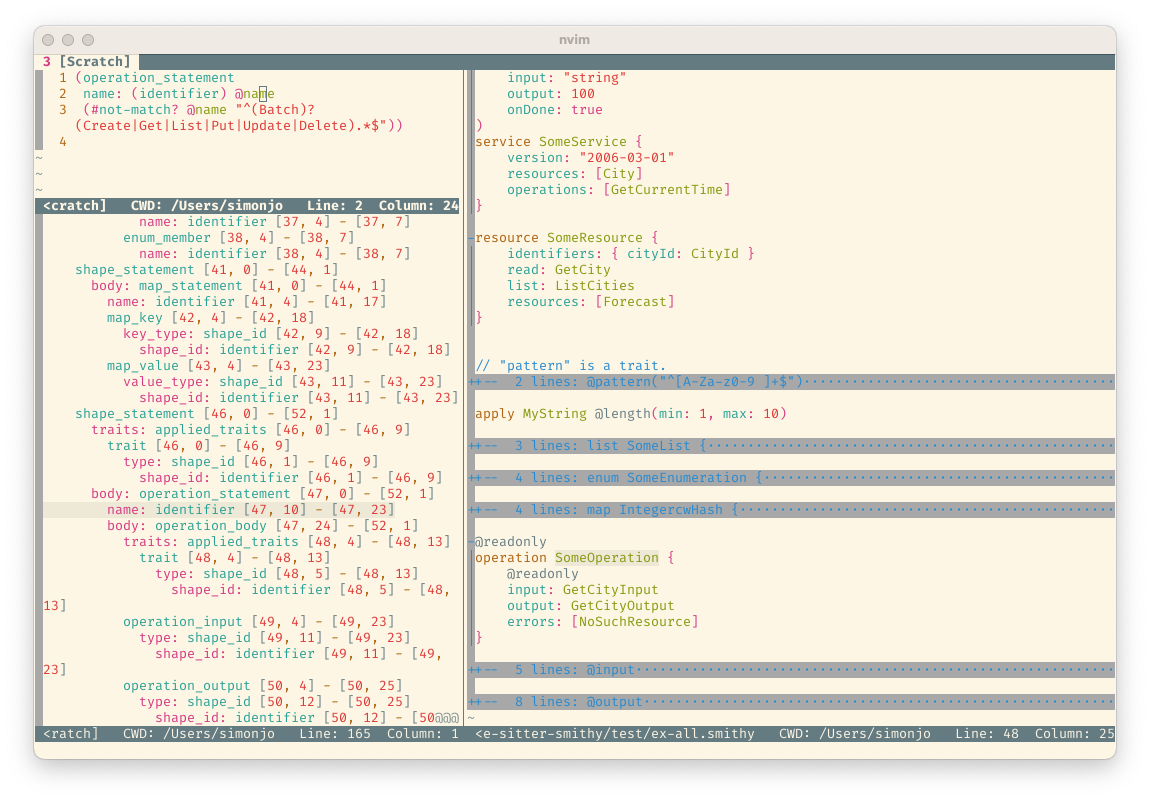 nvim
3 [Scratch]
1 (operation_statement
2  name: (identifier) @name
3  (#not-match? @name "^(Batch)?
(Create|Get|List|Put|Update|Delete).*$"))
4
~
~
~
<cratch]   CWD: /Users/simonjo   Line: 2  Column: 24
name: identifier [37, 4] - [37, 7]
enum_member [38, 4] - [38, 7]
name: identifier [38, 4] - [38, 7]
shape_statement [41, 0] - [44, 1]
body: map_statement [41, 0] - [44, 1]
name: identifier [41, 4] - [41, 17]
map_key [42, 4] - [42, 18]
key_type: shape_id [42, 9] - [42, 18]
shape_id: identifier [42, 9] - [42, 18]
map_value [43, 4] - [43, 23]
value_type: shape_id [43, 11] - [43, 23]
shape_id: identifier [43, 11] - [43, 23]
shape_statement [46, 0] - [52, 1]
traits: applied_traits [46, 0] - [46, 9]
trait [46, 0] - [46, 9]
type: shape_id [46, 1] - [46, 9]
shape_id: identifier [46, 1] - [46, 9]
body: operation_statement [47, 0] - [52, 1]
name: identifier [47, 10] - [47, 23]
body: operation_body [47, 24] - [52, 1]
traits: applied_traits [48, 4] - [48, 13]
trait [48, 4] - [48, 13]
type: shape_id [48, 5] - [48, 13]
shape_id: identifier [48, 5] - [48,
13]
operation_input [49, 4] - [49, 23]
type: shape_id [49, 11] - [49, 23]
shape_id: identifier [49, 11] - [49,
23]
operation_output [50, 4] - [50, 25]
type: shape_id [50, 12] - [50, 25]
shape_id: identifier [50, 12] - [50@@@
<ratch]   CWD: /Users/simonjo   Line: 165  Column: 1
input: "string"
output: 100
onDone: true
)
service SomeService {
version: "2006-03-01"
resources: [City]
operations: [GetCurrentTime]
}
-resource SomeResource {
identifiers: { cityId: CityId }
read: GetCity
list: ListCities
resources: [Forecast]
}
// "pattern" is a trait.
++--  2 lines: @pattern("^[A-Za-z0-9 ]+$")·······································
apply MyString @length(min: 1, max: 10)
++--  3 lines: list SomeList {···················································
++--  4 lines: enum SomeEnumeration {············································
++--  4 lines: map IntegercwHash {···············································
-@readonly
operation SomeOperation {
@readonly
input: GetCityInput
output: GetCityOutput
errors: [NoSuchResource]
}
++--  5 lines: @input····························································
++--  8 lines: @output···························································
~
<e-sitter-smithy/test/ex-all.smithy   CWD: /Users/simonjo   Line: 48  Column: 25